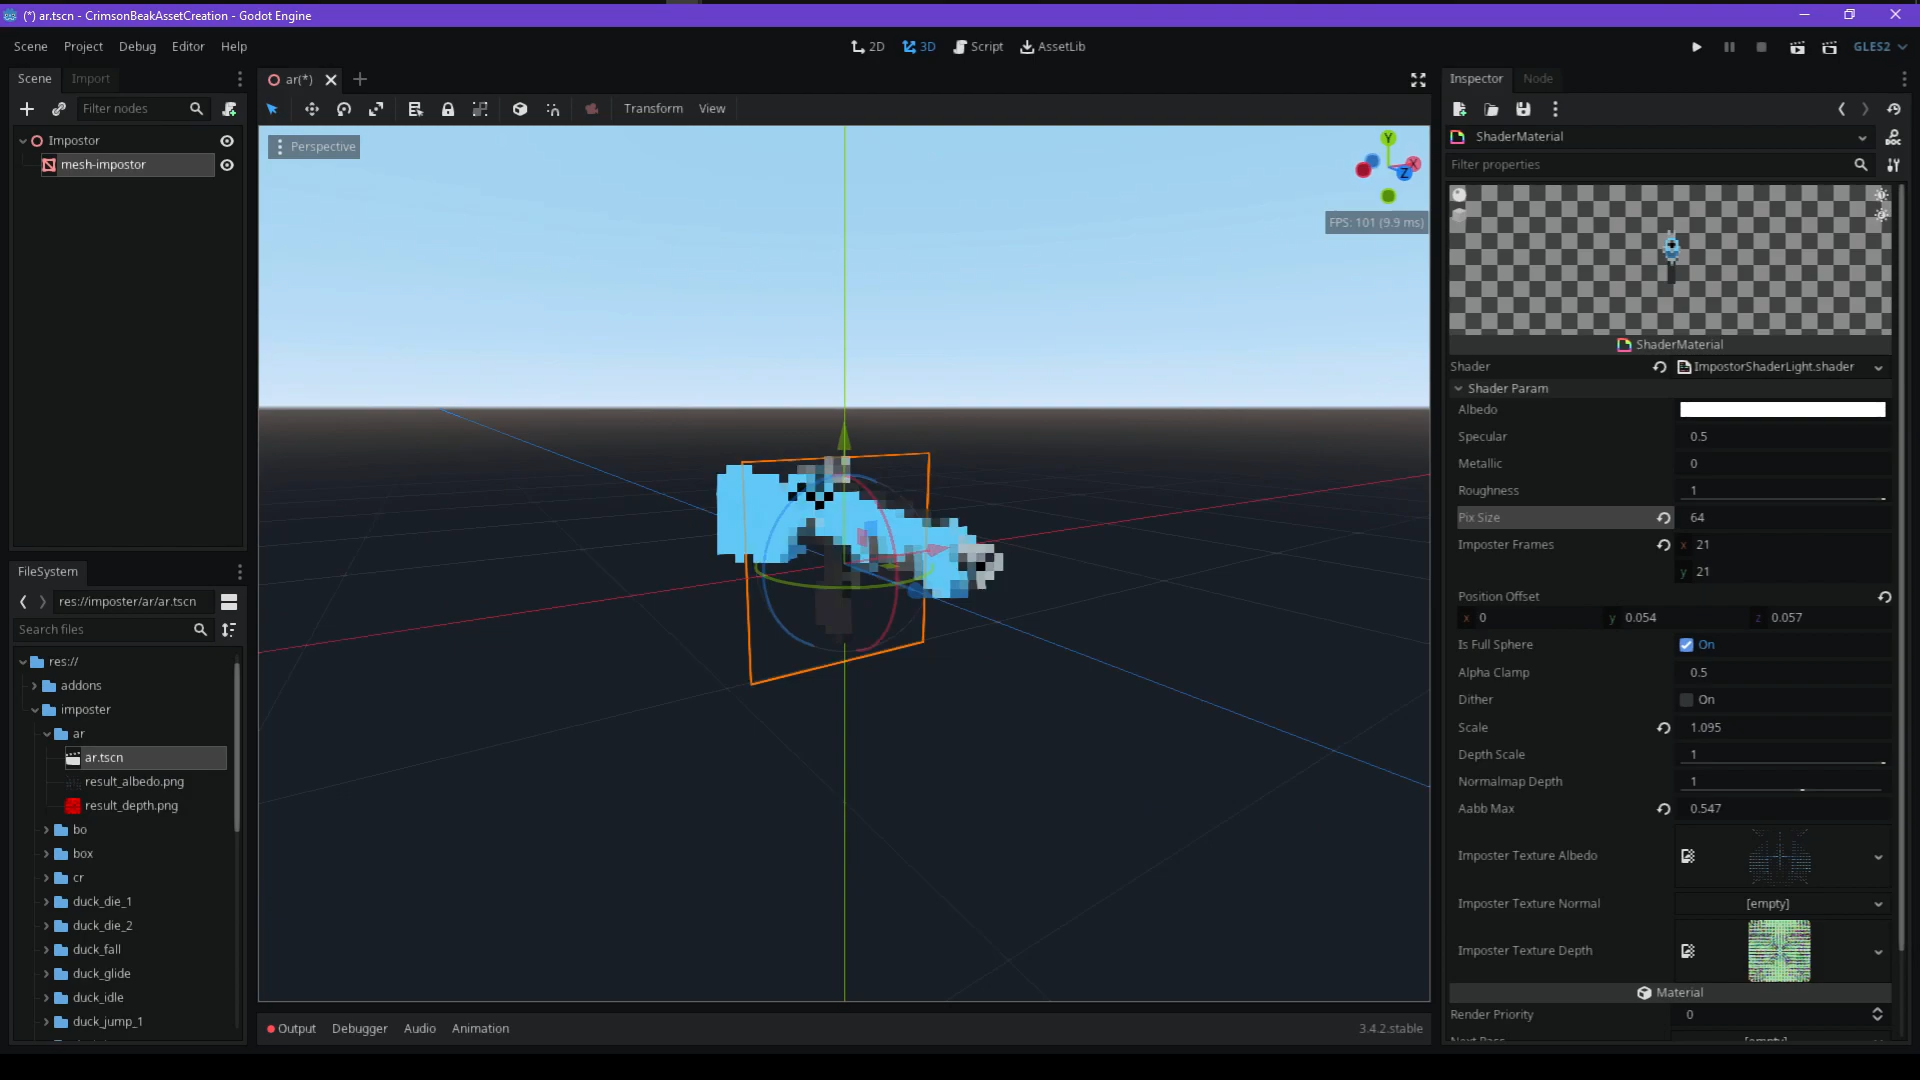 (*) ar.tscn - CrimsonBeakAssetCreation - Godot Engine
Scene Project Debug Editor Help
2D 3D Script AssetLib
GLES2
Scene Import
Filter nodes
Impostor
mesh-impostor
ar(*)
Transform View
Perspective
Y
X
Z
FPS: 101 (9.9 ms)
FileSystem
res://imposter/ar/ar.tscn
Search files
res://
addons
imposter
ar
ar.tscn
result_albedo.png
result_depth.png
bo
box
cr
duck_die_1
duck_die_2
duck_fall
duck_glide
duck_idle
duck_jump_1
Output Debugger Audio Animation
3.4.2.stable
Inspector Node
ShaderMaterial
Filter properties
ShaderMaterial
Shader ImpostorShaderLight.shader
Shader Param
Albedo
Specular 0.5
Metallic 0
Roughness 1
Pix Size 64
Imposter Frames x 21
y 21
Position Offset
x 0 y 0.054 z 0.057
Is Full Sphere On
Alpha Clamp 0.5
Dither On
Scale 1.095
Depth Scale 1
Normalmap Depth 1
Aabb Max 0.547
Imposter Texture Albedo
Imposter Texture Normal [empty]
Imposter Texture Depth
Material
Render Priority 0
Next Pass [empty]